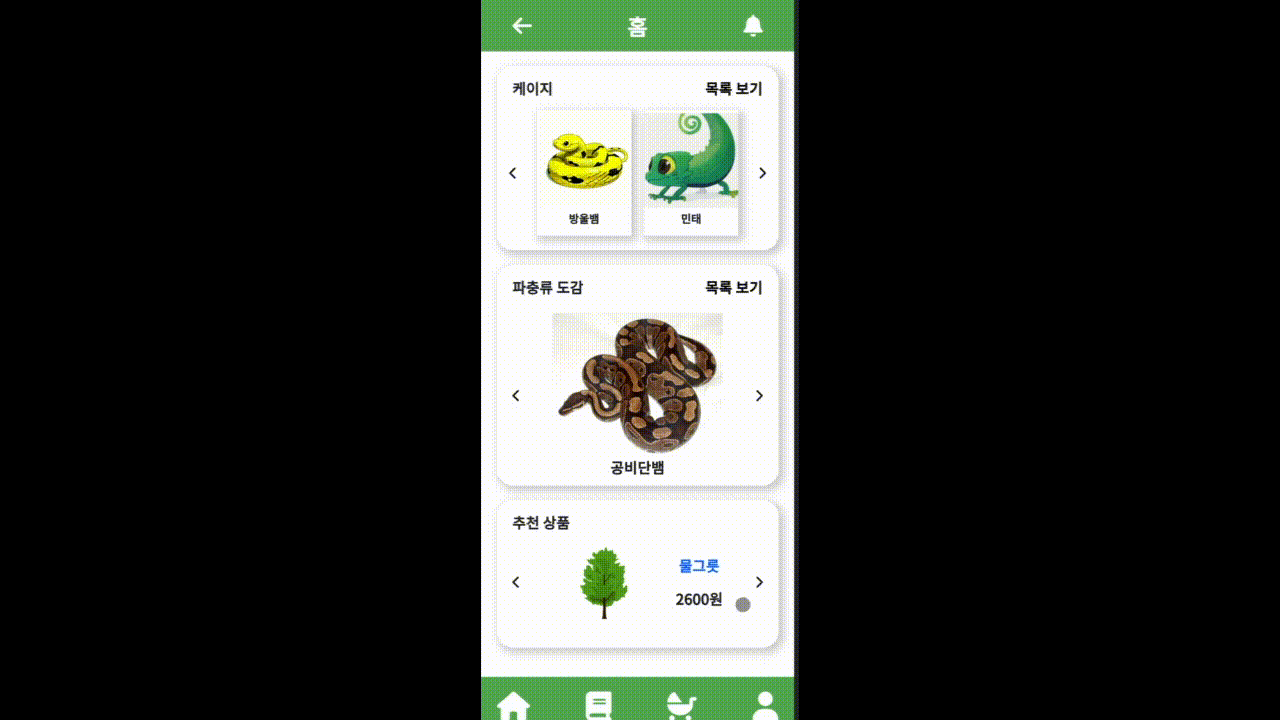 홈
케이지 목록 보기
방울뱀 민태
파충류 도감 목록 보기
공비단뱀
추천 상품
물그릇
2600원